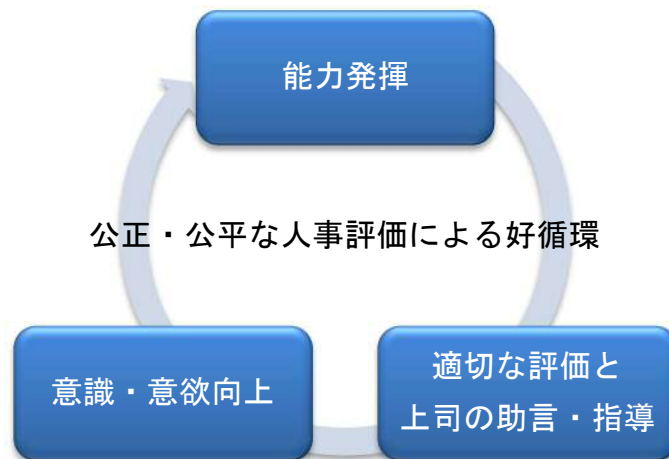 能力発揮
公正・公平な人事評価による好循環
意識・意欲向上
適切な評価と
上司の助言・指導